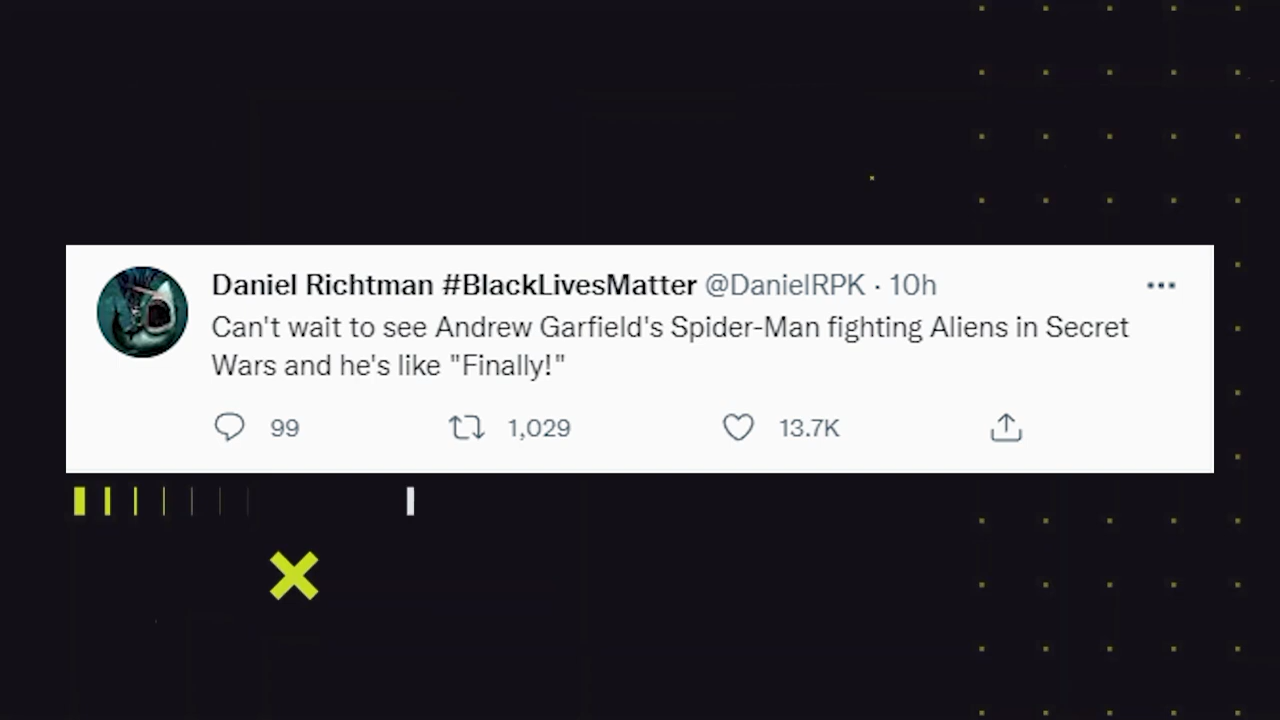 Daniel Richtman #BlackLivesMatter @DanielRPK · 10h
Can't wait to see Andrew Garfield's Spider-Man fighting Aliens in Secret
Wars and he's like "Finally!"
99 1,029 13.7K